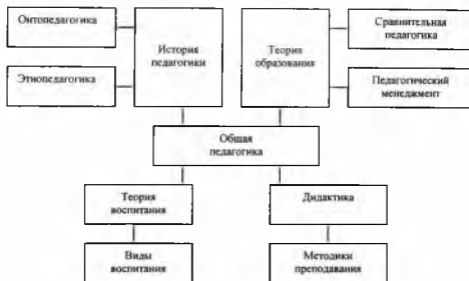 Онтопедагогика
Этнопедагогика
История
педагогики
Теория
образования
Сравнительная
педагогика
Педагогический
менеджмент
Общая
педагогика
Теория
воспитания
Дидактика
Виды
воспитания
Методики
преподавания